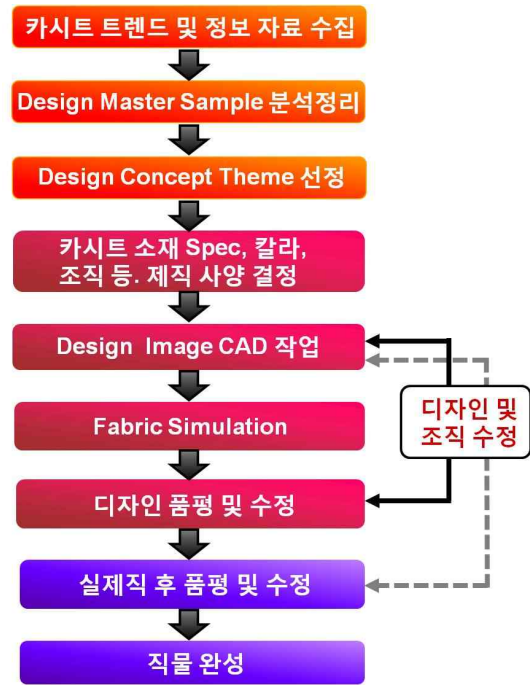 카시트 트렌드 및 정보 자료 수집
Design Master Sample 분석정리
Design Concept Theme 선정
카시트 소재 Spec, 칼라,
조직 등. 제직 사양 결정
Design Image CAD 작업
Fabric Simulation
디자인 및
조직 수정
디자인 품평 및 수정
실제직 후 품평 및 수정
직물 완성